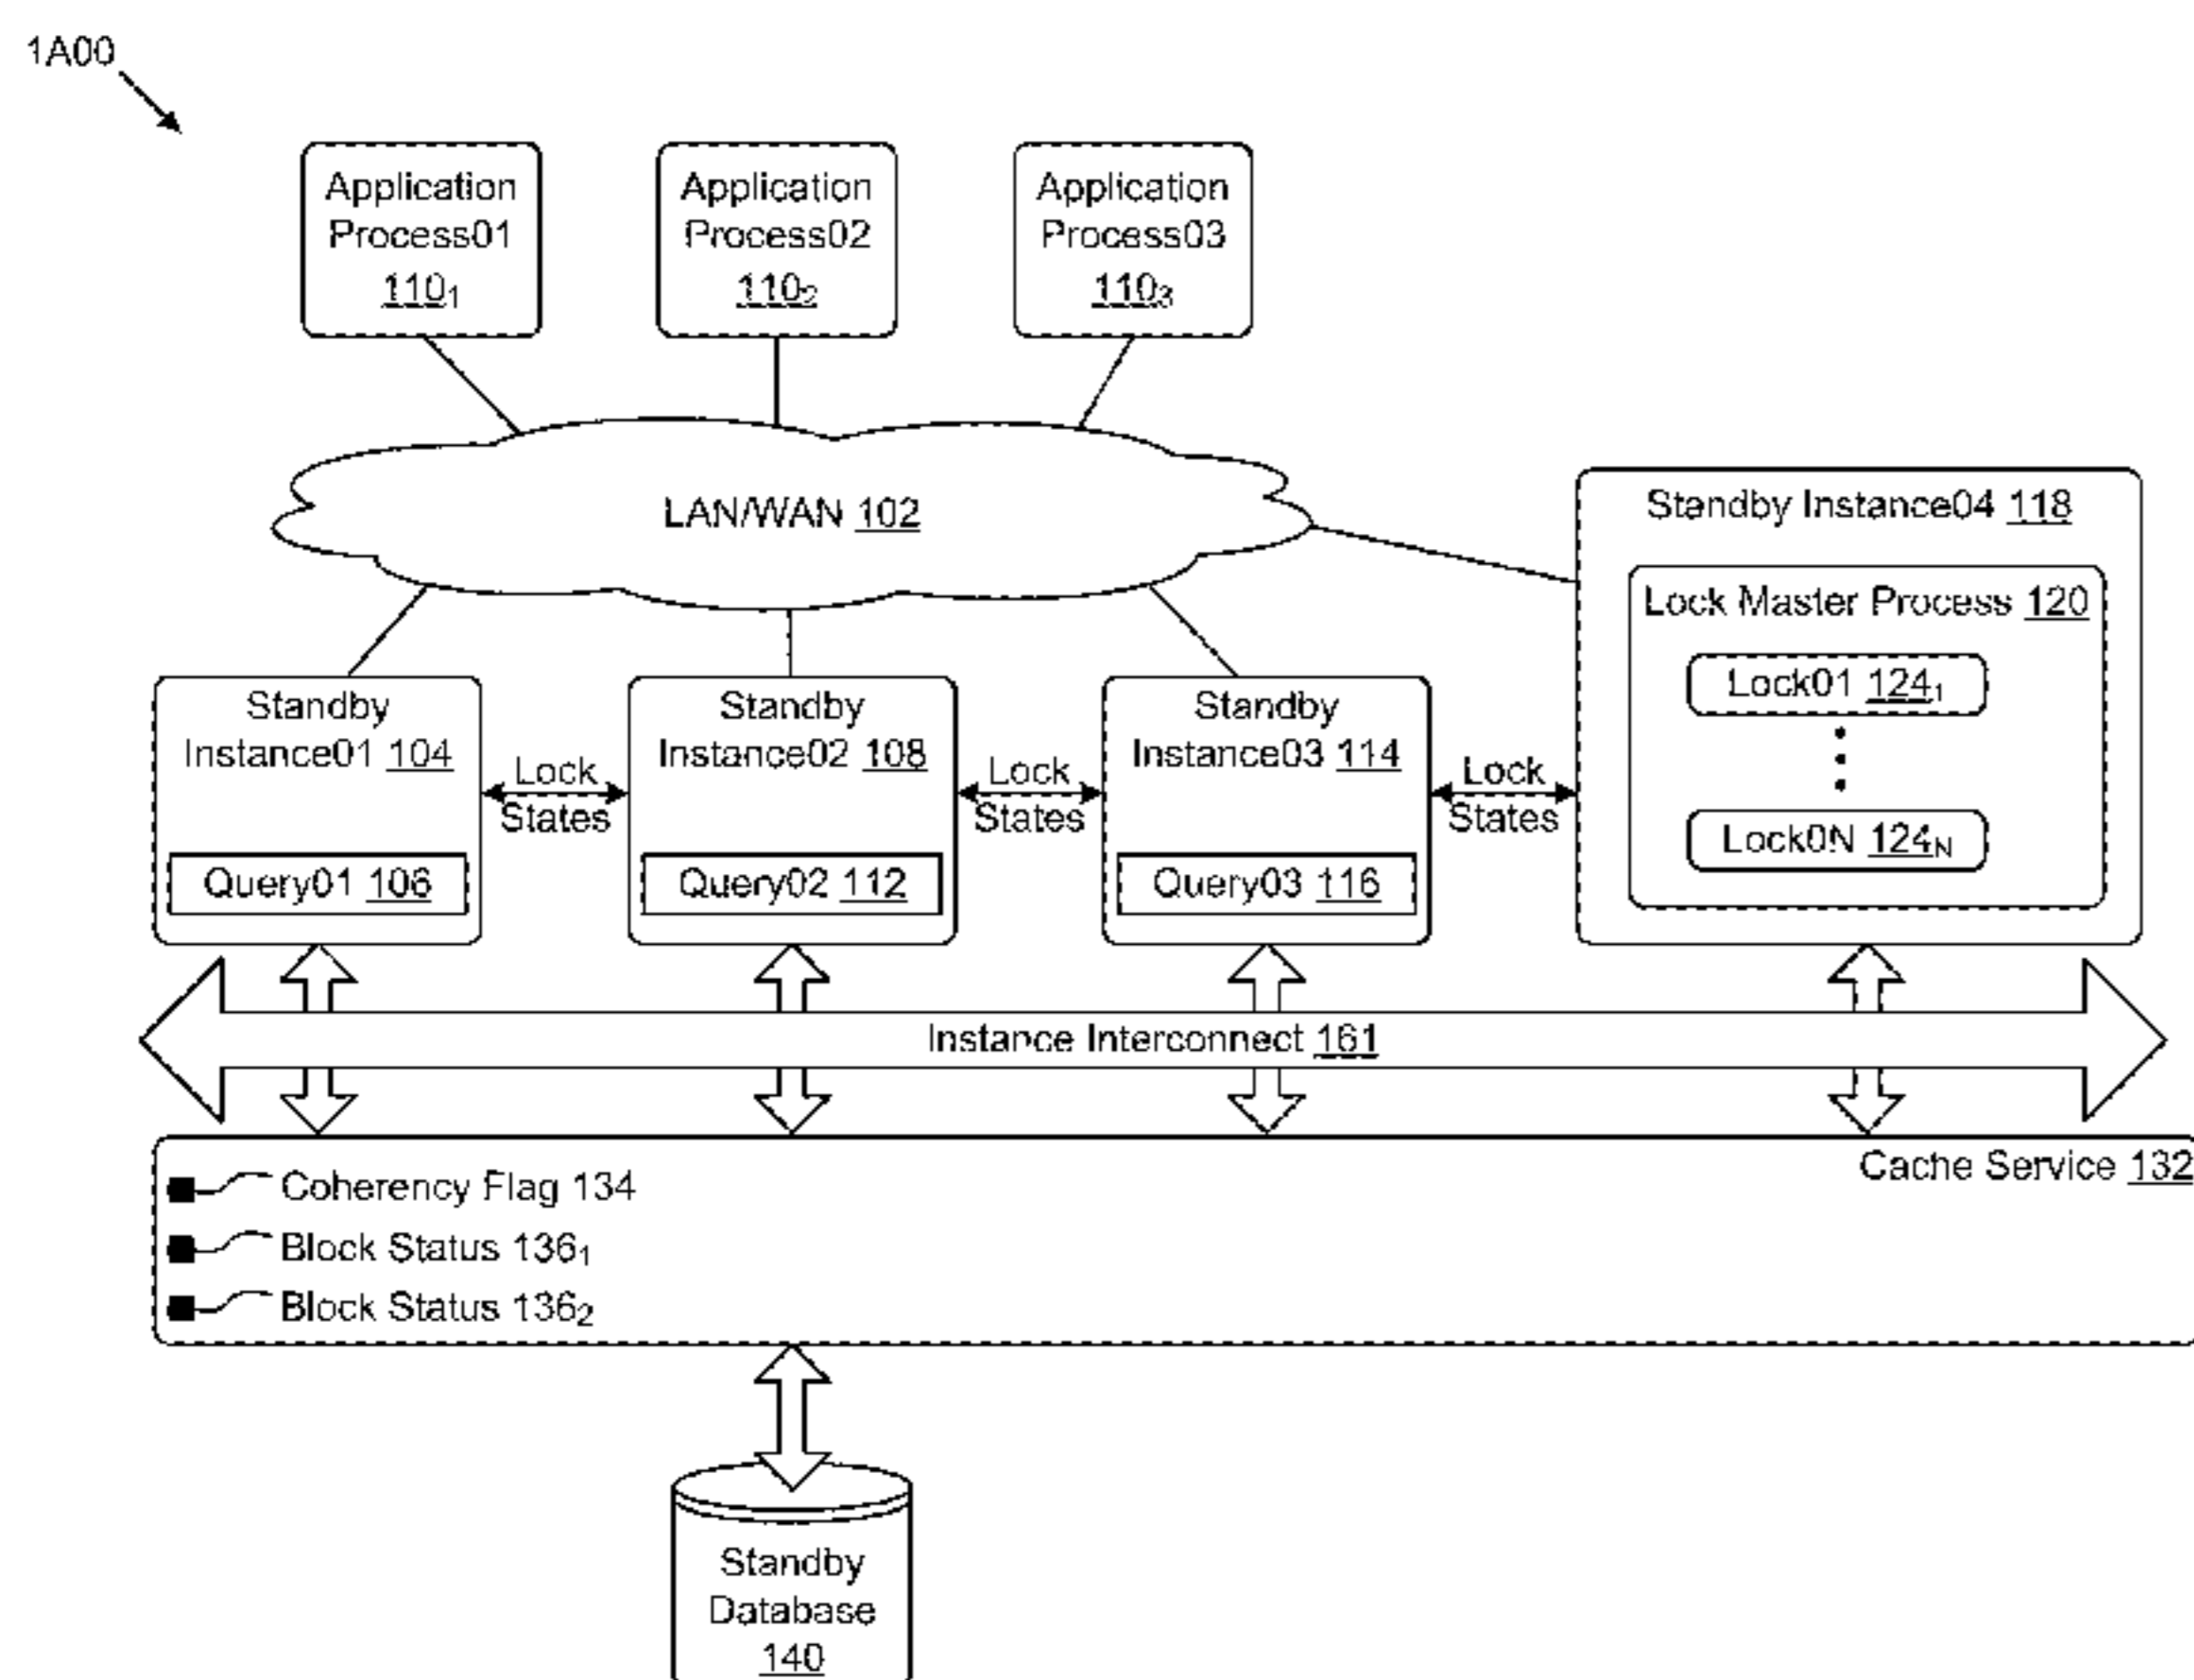 1A00
Application
Process01
110₁
Application
Process02
110₂
Application
Process03
110₃
LAN/WAN 102
Standby Instance04 118
Lock Master Process 120
Lock01 124₁
Lock0N 124ɴ
Standby
Instance01 104
Query01 106
Lock
States
Standby
Instance02 108
Query02 112
Lock
States
Standby
Instance03 114
Query03 116
Lock
States
Instance Interconnect 161
Cache Service 132
Coherency Flag 134
Block Status 136₁
Block Status 136₂
Standby
Database
140